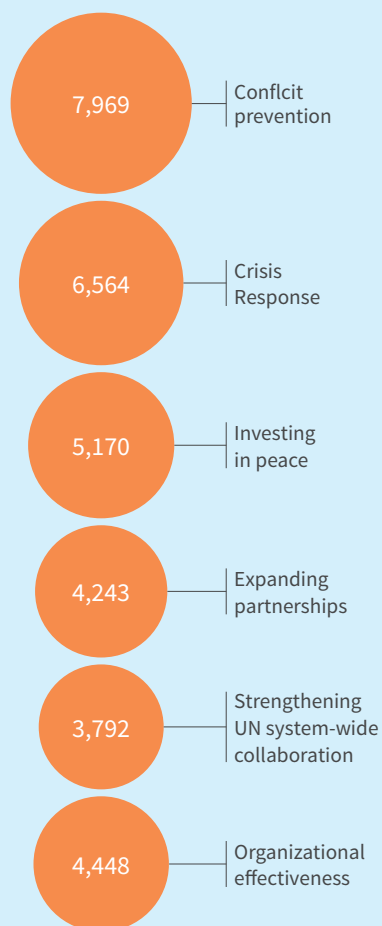 7,969
Conflcit
prevention
6,564
Crisis
Response
5,170
Investing
in peace
4,243
Expanding
partnerships
3,792
Strengthening
UN system-wide
collaboration
4,448
Organizational
effectiveness